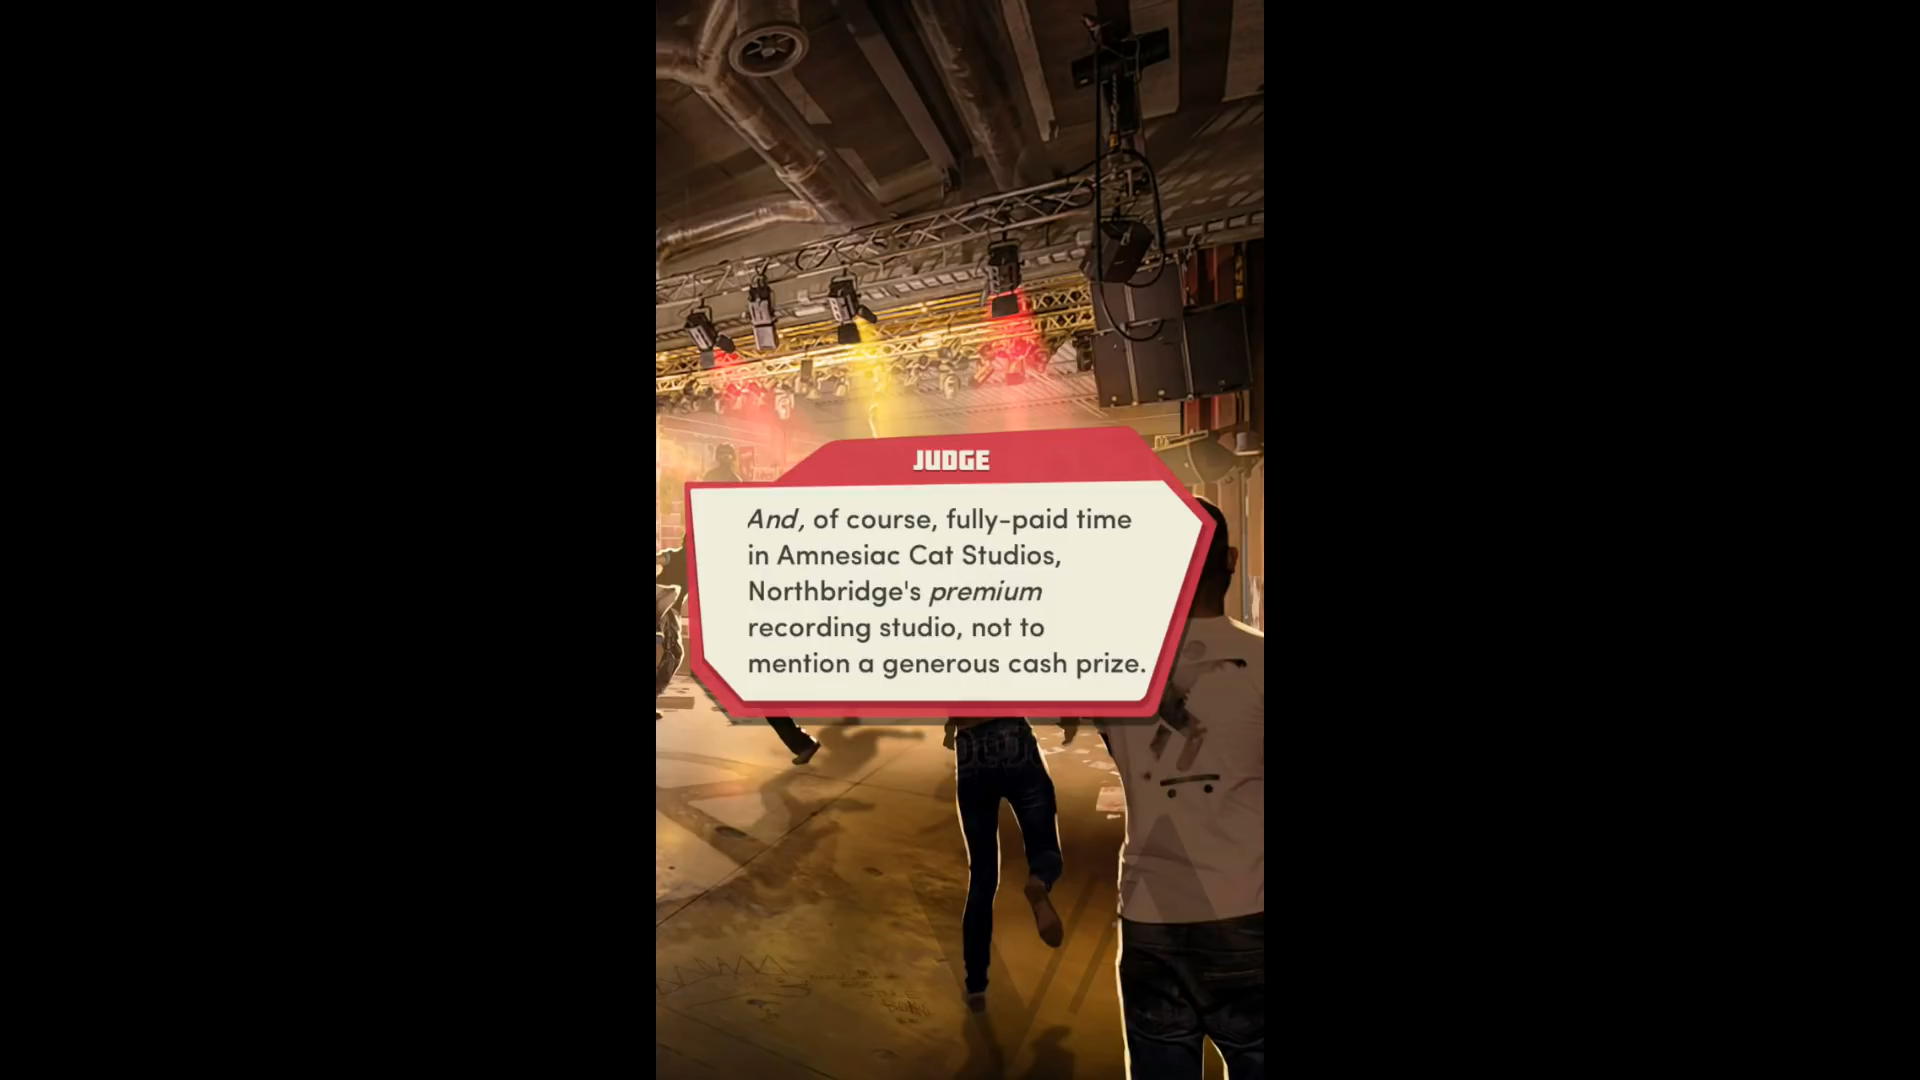 JUDGE
And, of course, fully-paid time
in Amnesiac Cat Studios,
Northbridge's premium
recording studio, not to
mention a generous cash prize.